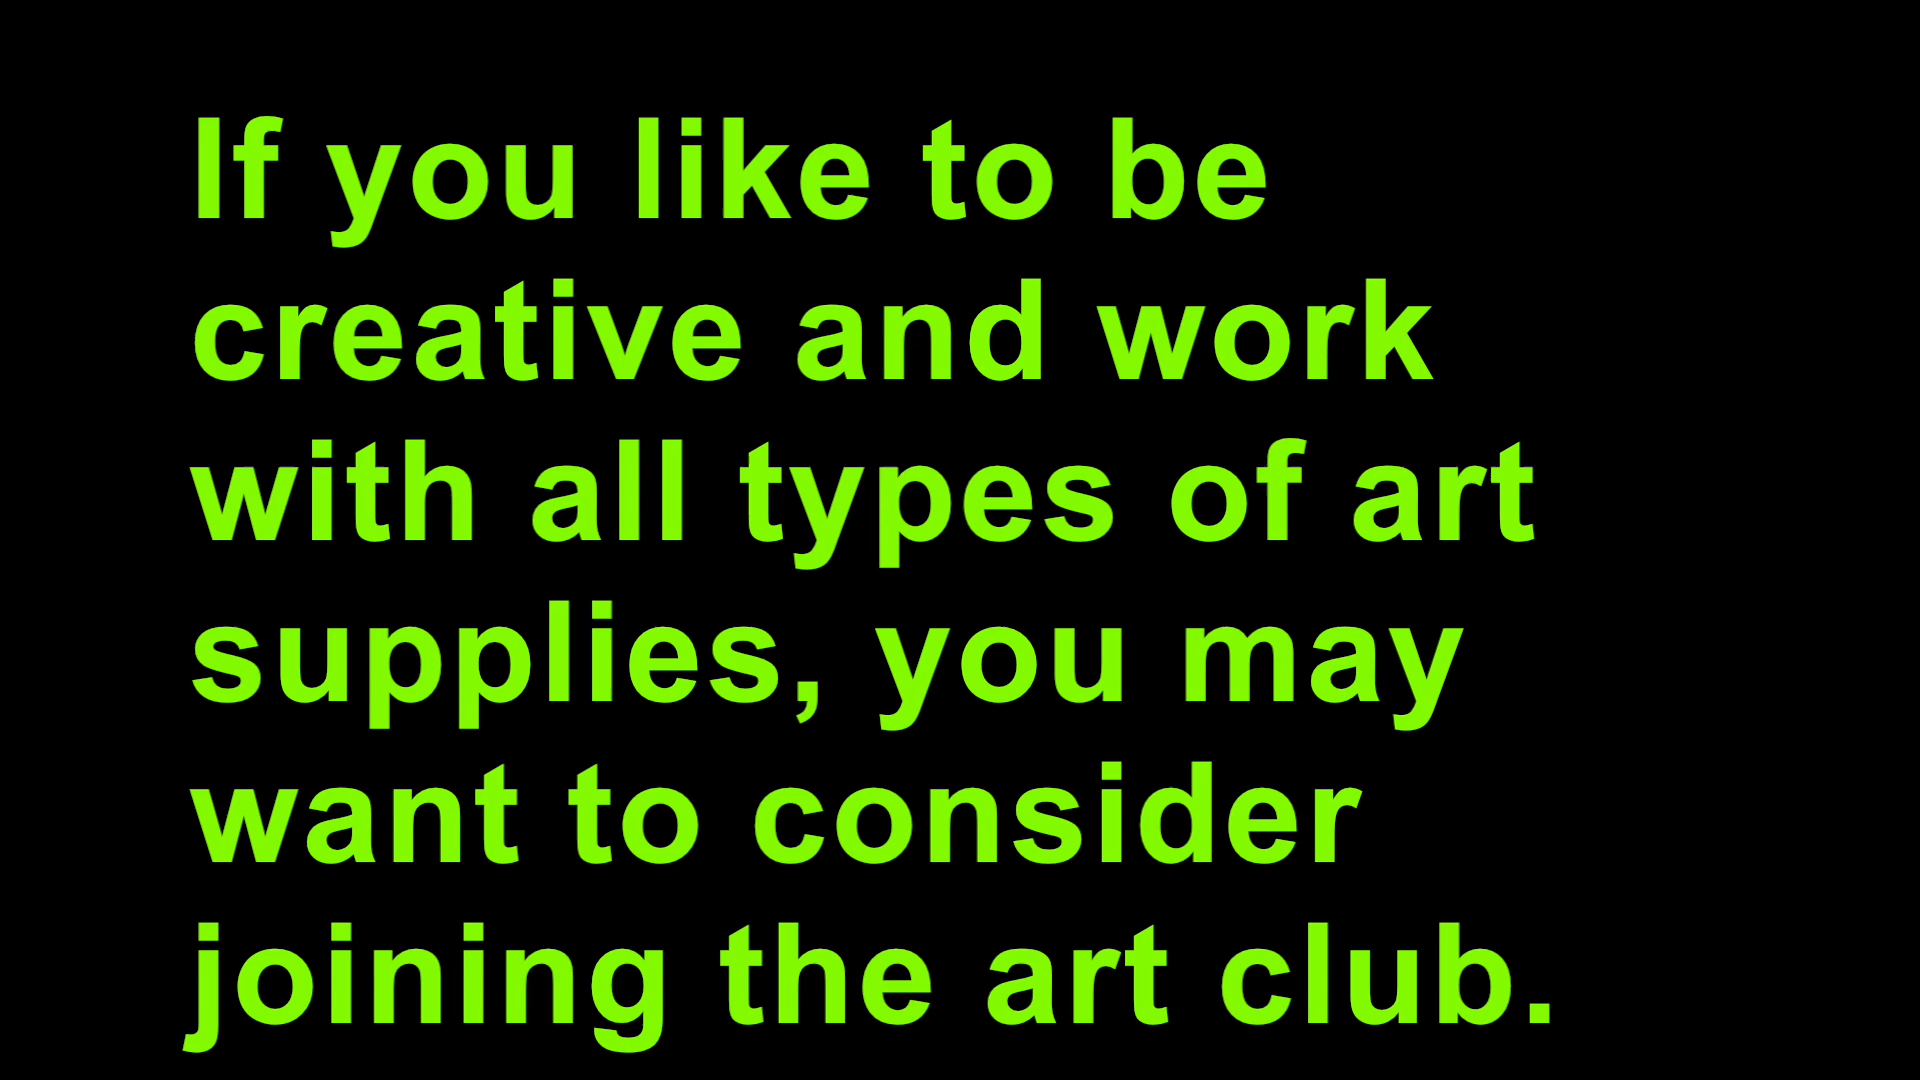 If you like to be
creative and work
with all types of art
supplies, you may
want to consider
joining the art club.